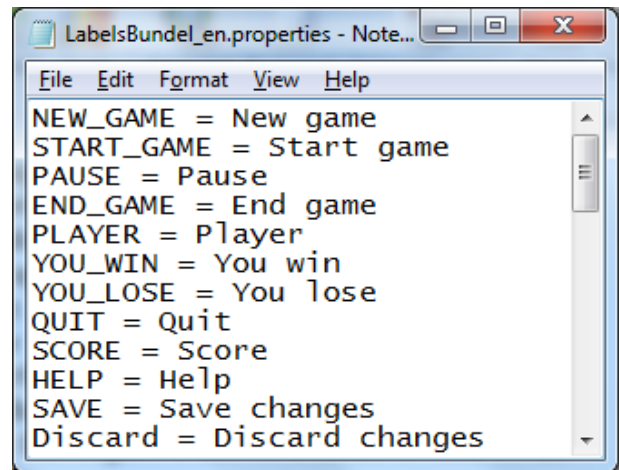 LabelsBundel_en.properties - Note...
File Edit Format View Help
NEW_GAME = New game
START_GAME = Start game
PAUSE = Pause
END_GAME = End game
PLAYER = Player
YOU_WIN = You win
YOU_LOSE = You lose
QUIT = Quit
SCORE = Score
HELP = Help
SAVE = Save changes
Discard = Discard changes